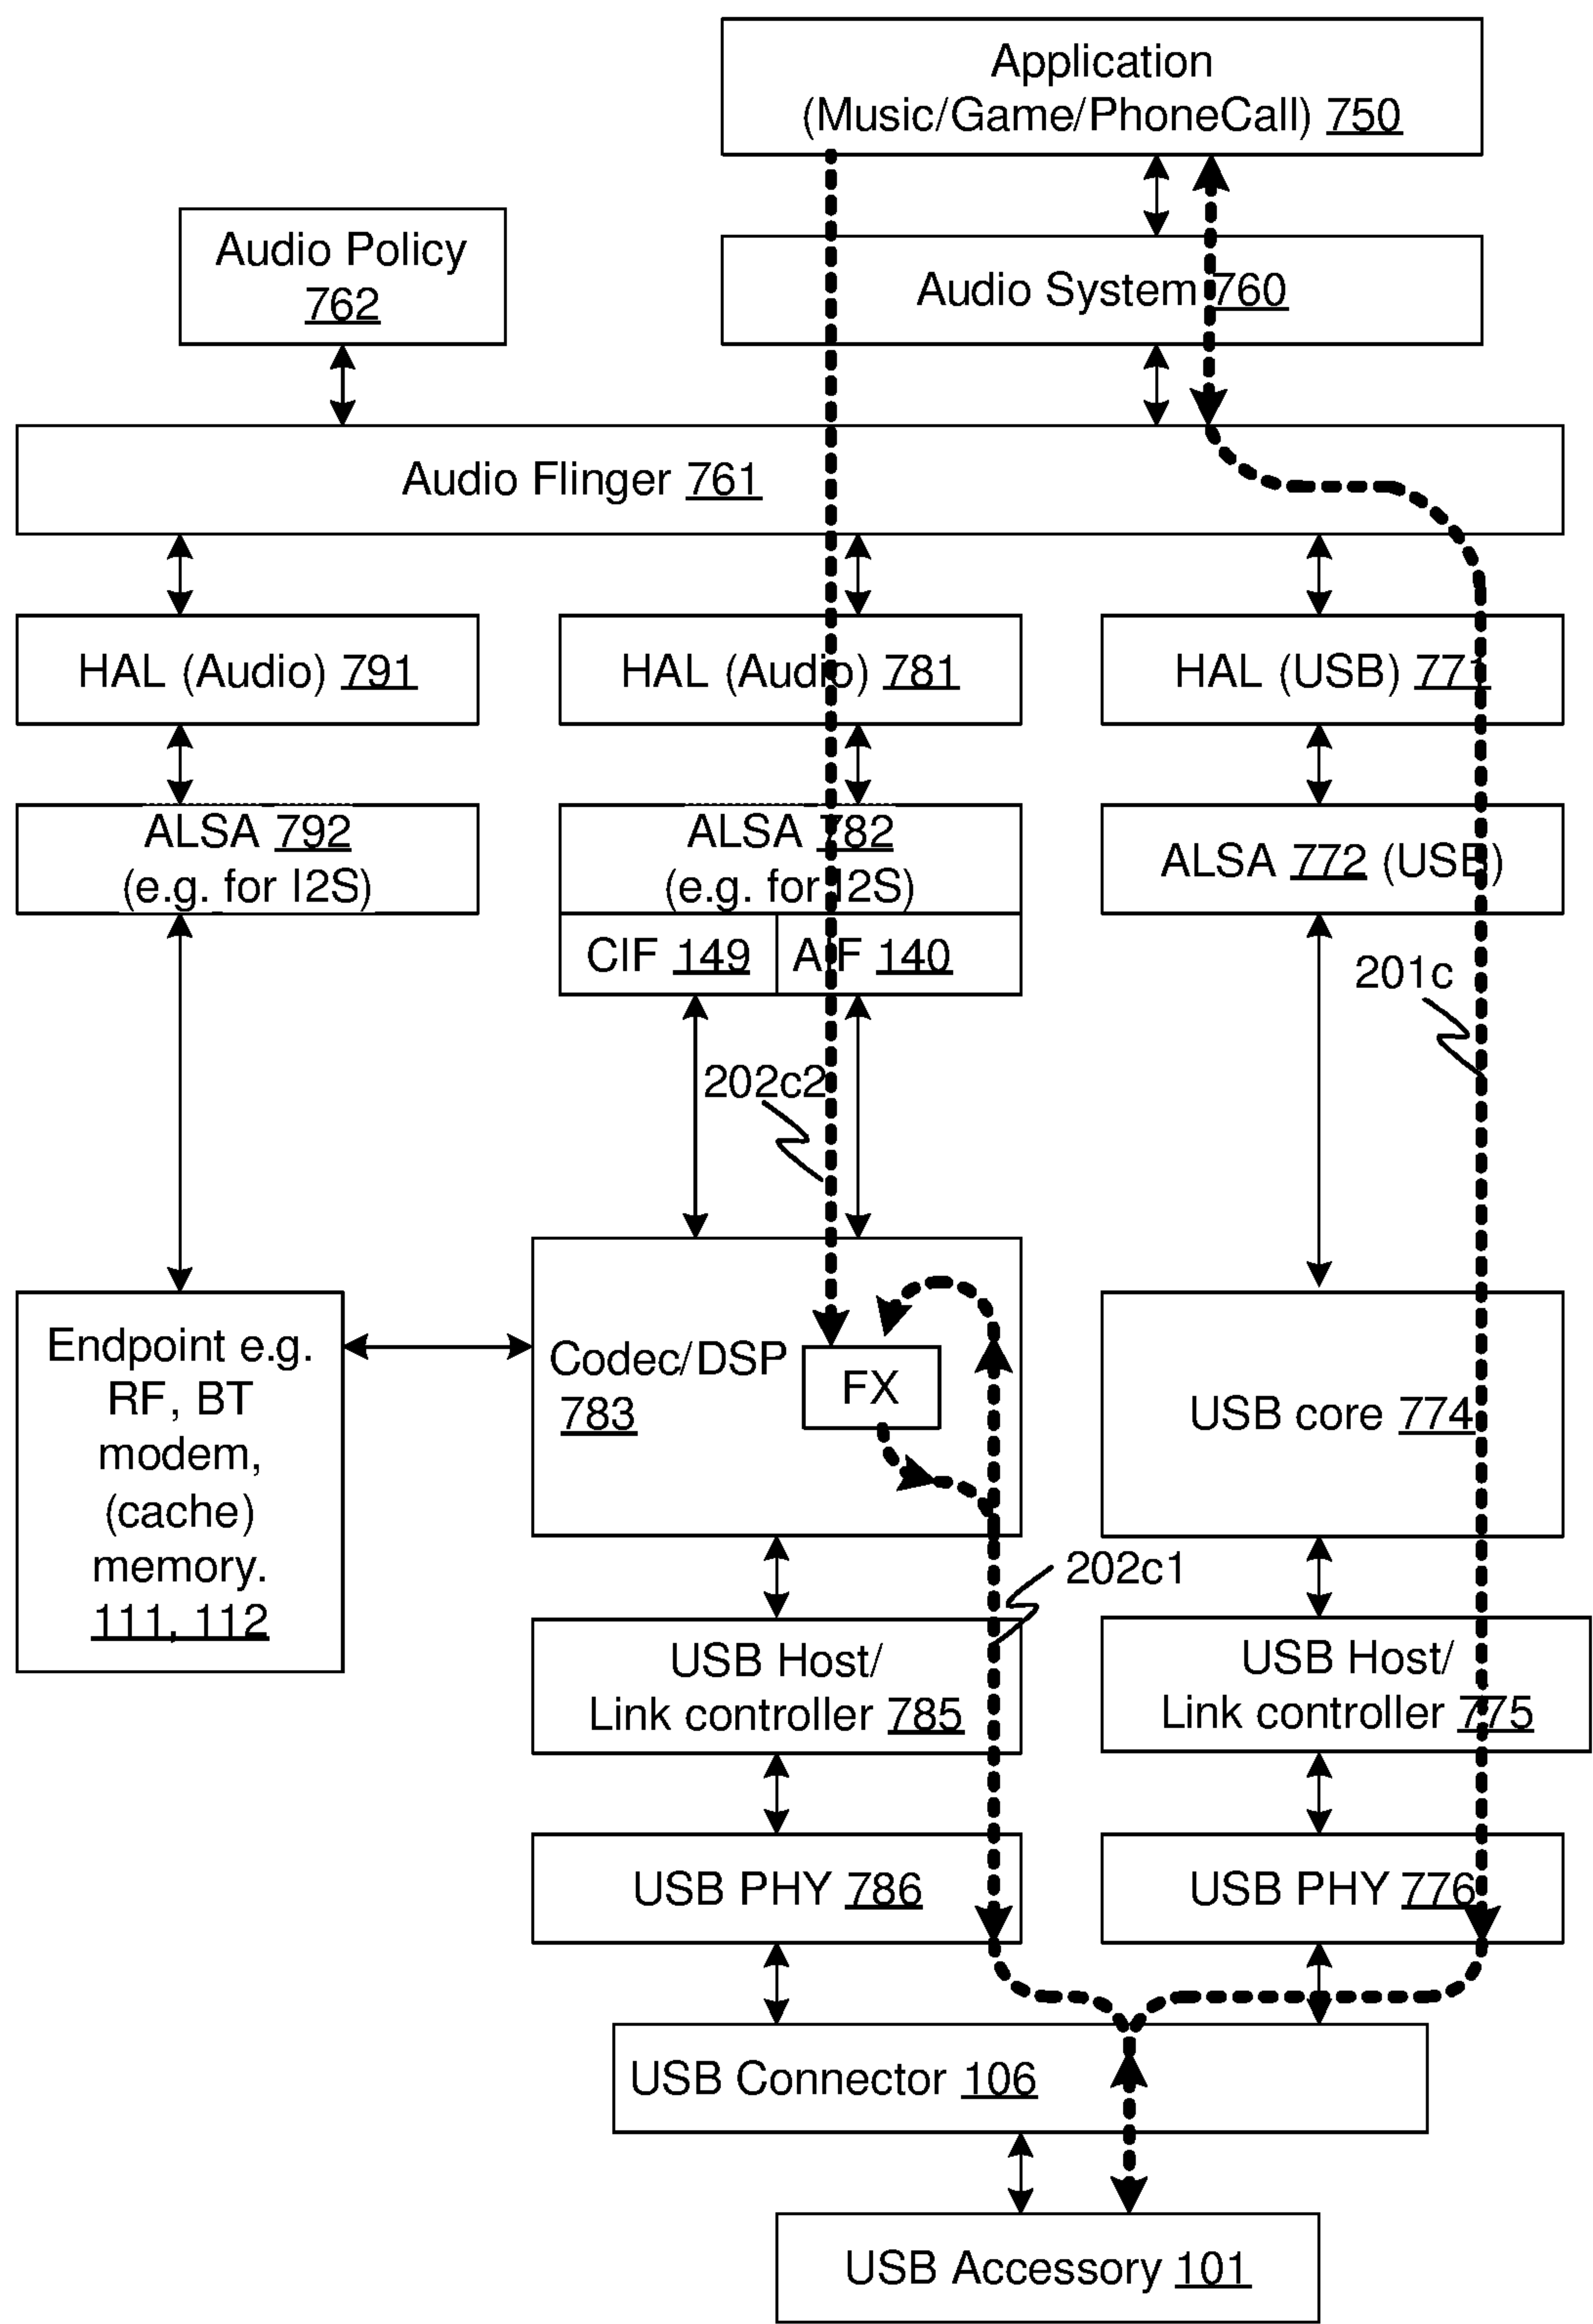 Application
(Music/Game/PhoneCall) 750
Audio Policy
762
Audio System 760
Audio Flinger 761
HAL (Audio) 791
HAL (Audio) 781
HAL (USB) 771
ALSA 792
(e.g. for I2S)
ALSA 782
(e.g. for I2S)
ALSA 772 (USB)
CIF 149
AIF 140
201c
202c2
Endpoint e.g.
RF, BT
modem,
(cache)
memory.
111, 112
Codec/DSP
783
FX
USB core 774
202c1
USB Host/
Link controller 785
USB Host/
Link controller 775
USB PHY 786
USB PHY 776
USB Connector 106
USB Accessory 101